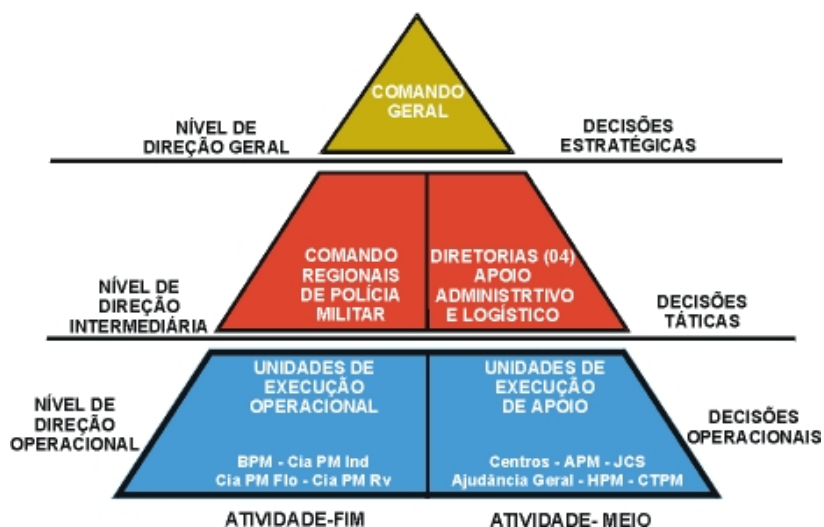 COMANDO
GERAL
NÍVEL DE
DIREÇÃO GERAL
DECISÕES
ESTRATÉGICAS
COMANDO
REGIONAIS
DE POLÍCIA
MILITAR
DIRETORIAS (04)
APOIO
ADMINISTRTIVO
E LOGÍSTICO
NÍVEL DE
DIREÇÃO
INTERMEDIÁRIA
DECISÕES
TÁTICAS
UNIDADES DE
EXECUÇÃO
OPERACIONAL
UNIDADES DE
EXECUÇÃO
DE APOIO
NÍVEL DE
DIREÇÃO
OPERACIONAL
DECISÕES
OPERACIONAIS
BPM - Cia PM Ind
Cia PM Flo - Cia PM Rv
Centros - APM - JCS
Ajudância Geral - HPM - CTPM
ATIVIDADE-FIM
ATIVIDADE- MEIO